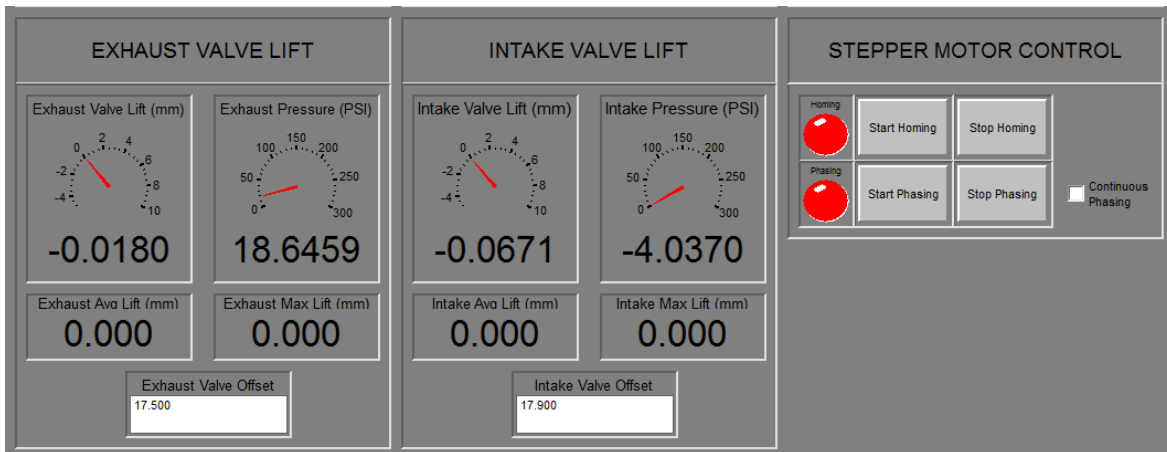 EXHAUST VALVE LIFT
Exhaust Valve Lift (mm)
-4
-2
0
2
4
6
8
10
-0.0180
Exhaust Pressure (PSI)
0
50
100
150
200
250
300
18.6459
Exhaust Avg Lift (mm)
0.000
Exhaust Max Lift (mm)
0.000
Exhaust Valve Offset
17.500
INTAKE VALVE LIFT
Intake Valve Lift (mm)
-4
-2
0
2
4
6
8
10
-0.0671
Intake Pressure (PSI)
0
50
100
150
200
250
300
-4.0370
Intake Avg Lift (mm)
0.000
Intake Max Lift (mm)
0.000
Intake Valve Offset
17.900
STEPPER MOTOR CONTROL
Homing
Start Homing
Stop Homing
Phasing
Start Phasing
Stop Phasing
Continuous
Phasing